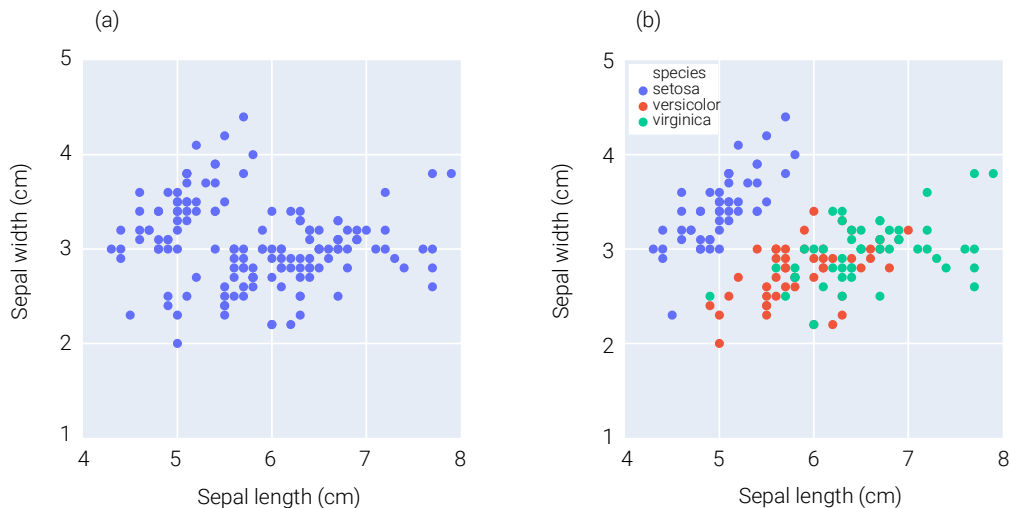 (a)
5
4
3
2
1
4 5 6 7 8
Sepal width (cm)
Sepal length (cm)
(b)
species
setosa
versicolor
virginica
5
4
3
2
1
4 5 6 7 8
Sepal width (cm)
Sepal length (cm)